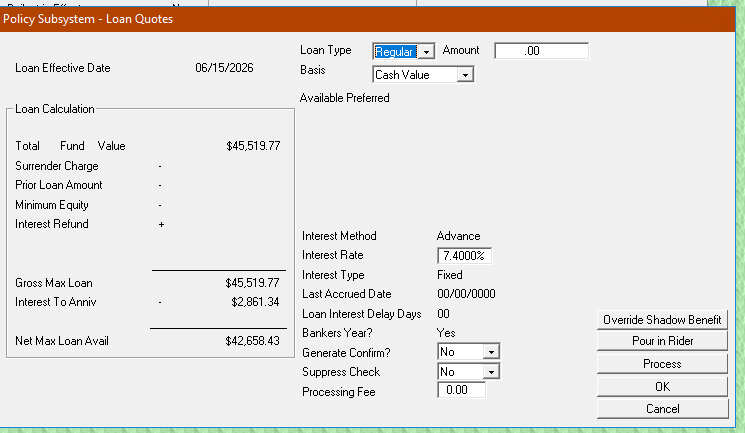 Policy Subsystem - Loan Quotes
Loan Type Regular Amount .00
Loan Effective Date 06/15/2026
Basis Cash Value
Available Preferred
Loan Calculation
Total Fund Value $45,519.77
Surrender Charge -
Prior Loan Amount -
Minimum Equity -
Interest Refund +
Gross Max Loan $45,519.77
Interest To Anniv - $2,861.34
Net Max Loan Avail $42,658.43
Interest Method Advance
Interest Rate 7.4000%
Interest Type Fixed
Last Accrued Date 00/00/0000
Loan Interest Delay Days 00
Bankers Year? Yes
Generate Confirm? No
Suppress Check No
Processing Fee 0.00
Override Shadow Benefit
Pour in Rider
Process
OK
Cancel